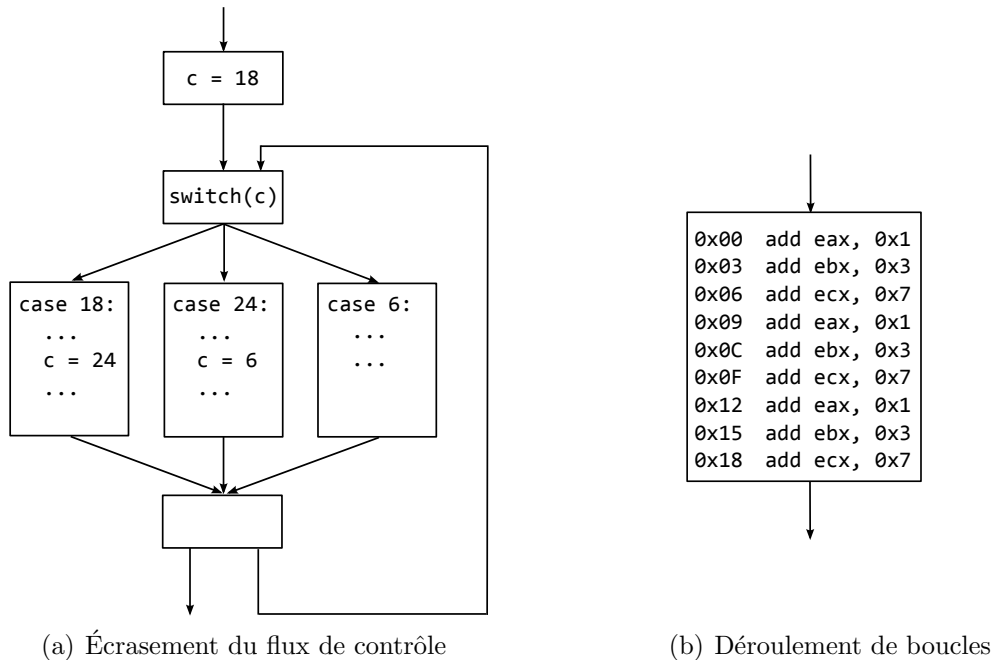 c = 18
switch(c)
case 18:
...
c = 24
...
case 24:
...
c = 6
...
case 6:
...
...
(a) Écrasement du flux de contrôle
0x00  add eax, 0x1
0x03  add ebx, 0x3
0x06  add ecx, 0x7
0x09  add eax, 0x1
0x0C  add ebx, 0x3
0x0F  add ecx, 0x7
0x12  add eax, 0x1
0x15  add ebx, 0x3
0x18  add ecx, 0x7
(b) Déroulement de boucles